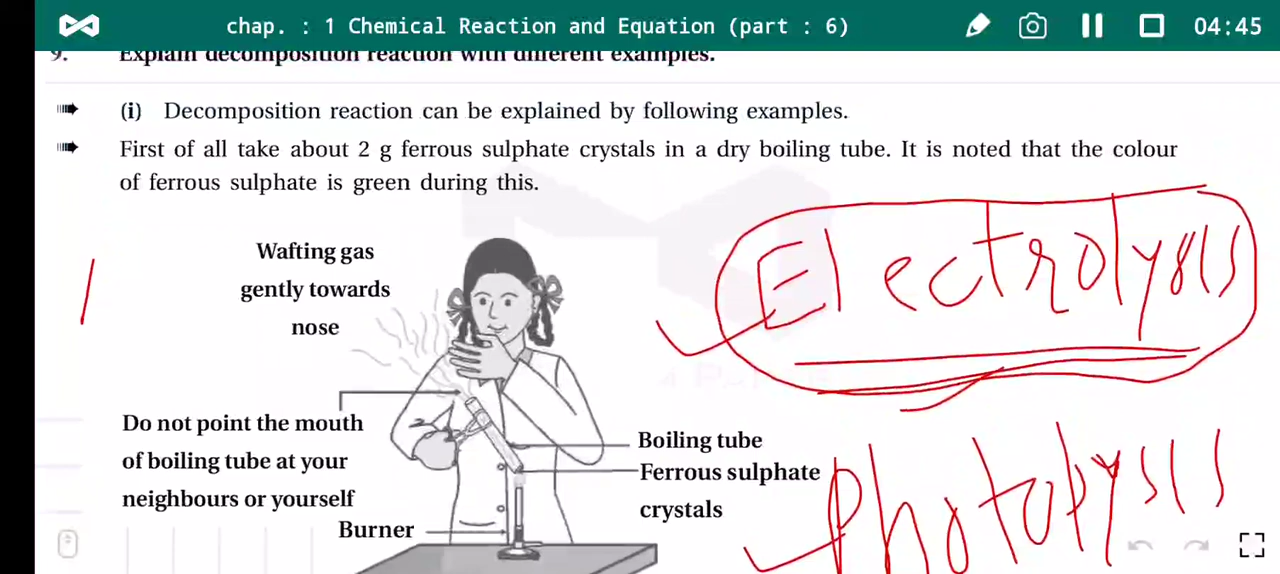 chap. : 1 Chemical Reaction and Equation (part : 6)
04:45
9. Explain decomposition reaction with different examples.
(i) Decomposition reaction can be explained by following examples.
First of all take about 2 g ferrous sulphate crystals in a dry boiling tube. It is noted that the colour
of ferrous sulphate is green during this.
Wafting gas
gently towards
nose
Electrolysis
Do not point the mouth
of boiling tube at your
neighbours or yourself
Boiling tube
Ferrous sulphate
crystals
Burner